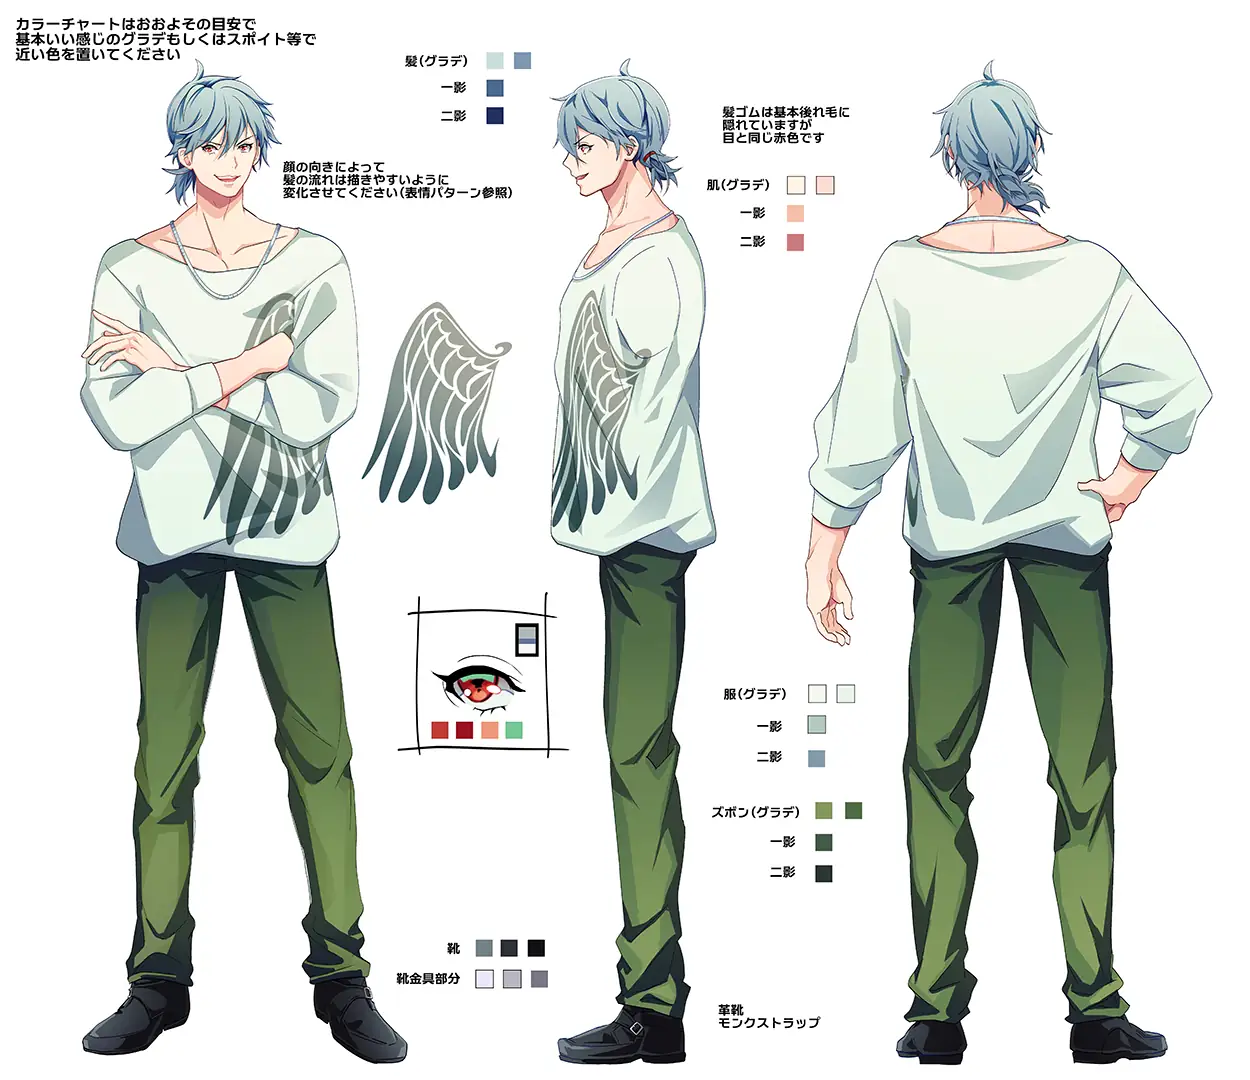 カラーチャートはおおよその目安で
基本いい感じのグラデもしくはスポイト等で
近い色を置いてください
髪(グラデ)
一影
二影
顔の向きによって
髪の流れは描きやすいように
変化させてください(表情パターン参照)
髪ゴムは基本後れ毛に
隠れていますが
目と同じ赤色です
肌(グラデ)
一影
二影
服(グラデ)
一影
二影
ズボン(グラデ)
一影
二影
靴
靴金具部分
革靴
モンクストラップ